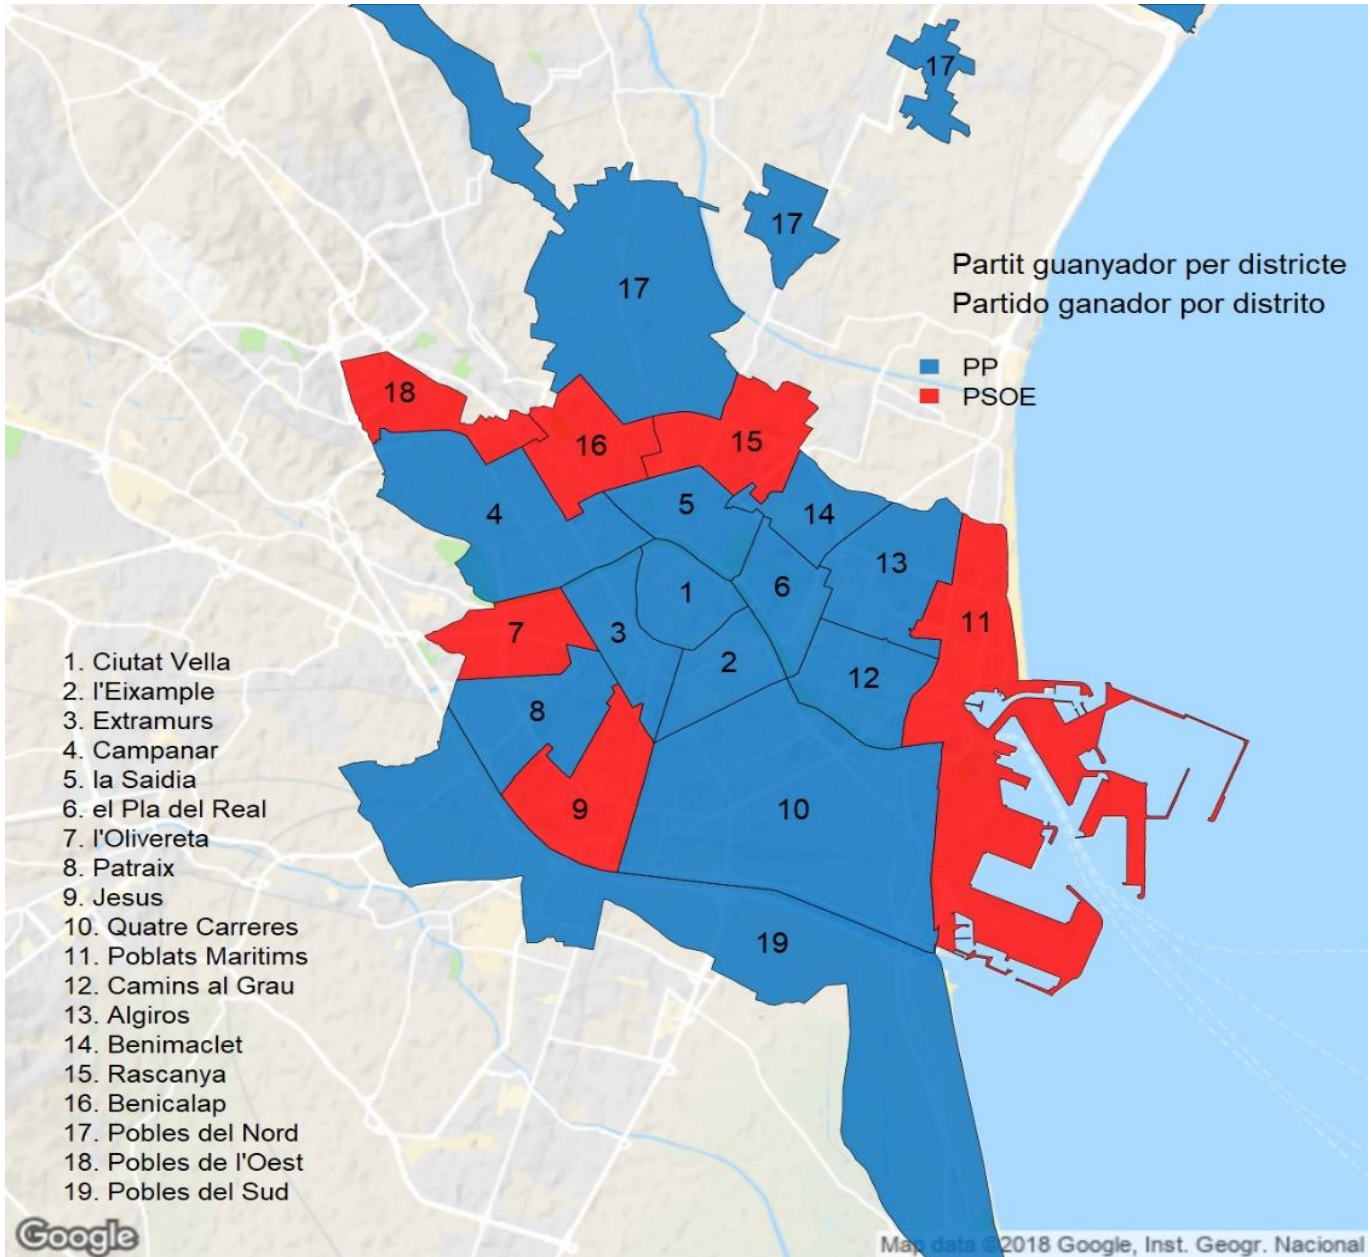 17
17
17
Partit guanyador per districte
Partido ganador por distrito
PP
PSOE
18
16
15
5
14
4
13
6
1
11
7
3
2
12
8
9
10
19
1. Ciutat Vella
2. l'Eixample
3. Extramurs
4. Campanar
5. la Saidia
6. el Pla del Real
7. l'Olivereta
8. Patraix
9. Jesus
10. Quatre Carreres
11. Poblats Maritims
12. Camins al Grau
13. Algiros
14. Benimaclet
15. Rascanya
16. Benicalap
17. Pobles del Nord
18. Pobles de l'Oest
19. Pobles del Sud
Google
Map data ©2018 Google, Inst. Geogr. Nacional